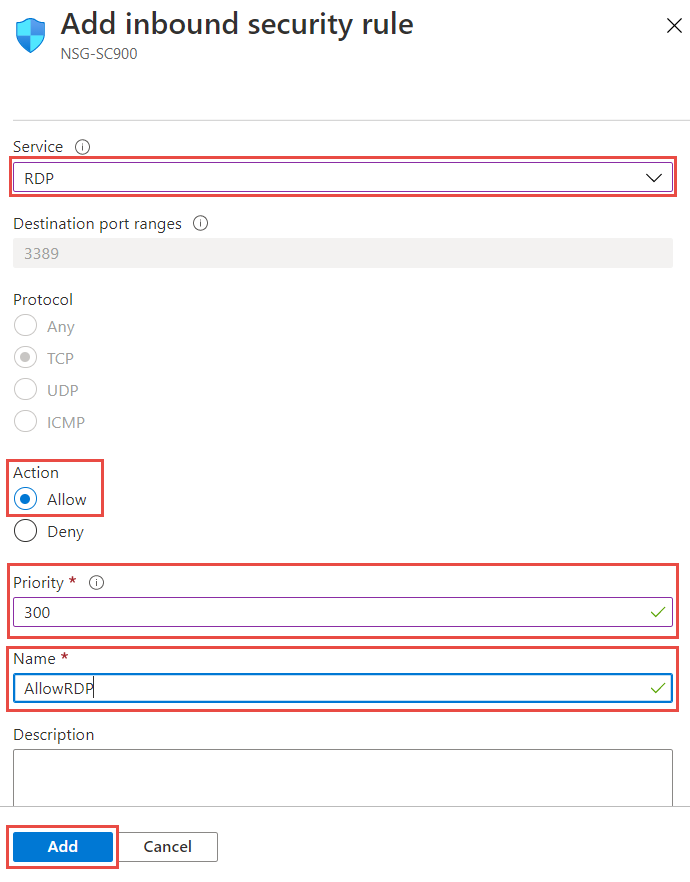 Add inbound security rule
NSG-SC900
Service
RDP
Destination port ranges
3389
Protocol
Any
TCP
UDP
ICMP
Action
Allow
Deny
Priority *
300
Name *
AllowRDP
Description
Add Cancel